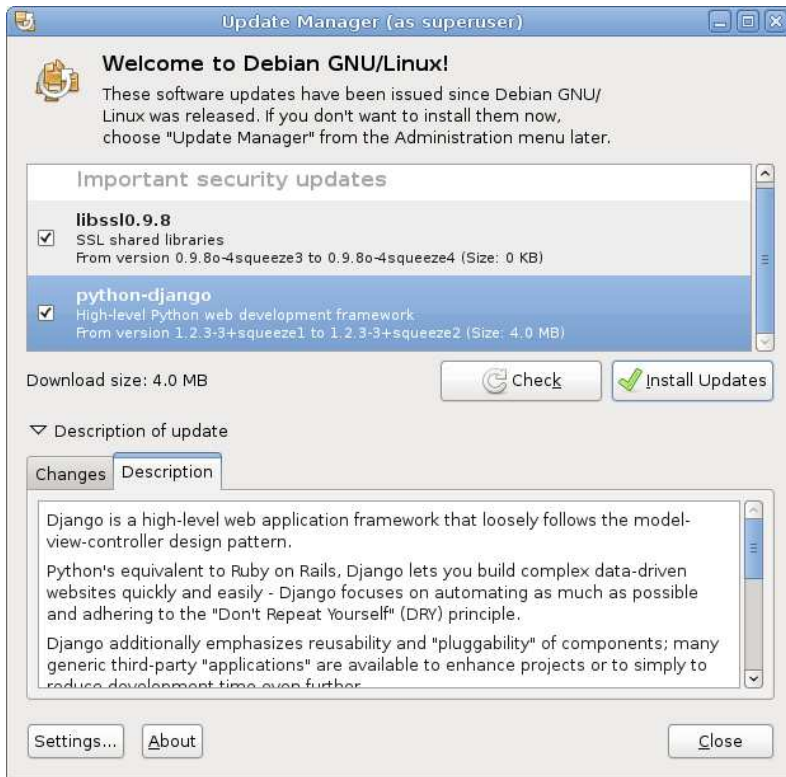 Update Manager (as superuser)
Welcome to Debian GNU/Linux!
These software updates have been issued since Debian GNU/
Linux was released. If you don't want to install them now,
choose "Update Manager" from the Administration menu later.
Important security updates
libssl0.9.8
SSL shared libraries
From version 0.9.8o-4squeeze3 to 0.9.8o-4squeeze4 (Size: 0 KB)
python-django
High-level Python web development framework
From version 1.2.3-3+squeeze1 to 1.2.3-3+squeeze2 (Size: 4.0 MB)
Download size: 4.0 MB
Check
Install Updates
Description of update
Changes
Description
Django is a high-level web application framework that loosely follows the model-
view-controller design pattern.
Python's equivalent to Ruby on Rails, Django lets you build complex data-driven
websites quickly and easily - Django focuses on automating as much as possible
and adhering to the "Don't Repeat Yourself" (DRY) principle.
Django additionally emphasizes reusability and "pluggability" of components; many
generic third-party "applications" are available to enhance projects or to simply to
reduce development time even further
Settings...
About
Close